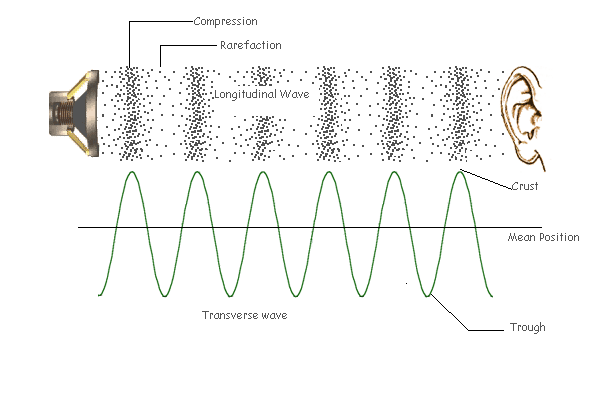 Compression
Rarefaction
Longitudinal Wave
Crust
Mean Position
Transverse wave
Trough